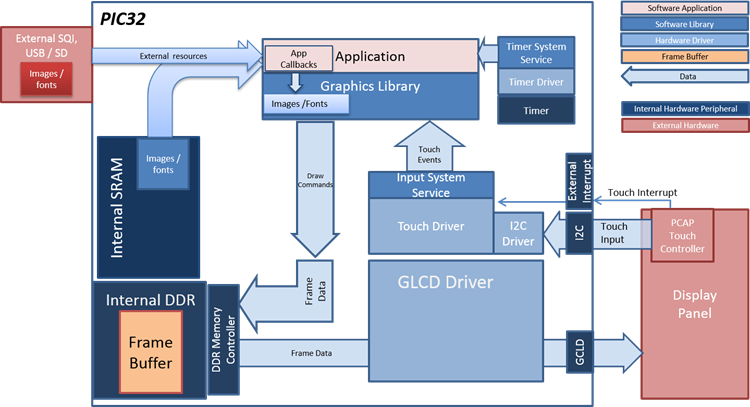 PIC32
External SQI,
USB / SD
Images /
fonts
External resources
App
Callbacks
Application
Graphics Library
Images /Fonts
Timer System
Service
Timer Driver
Timer
Software Application
Software Library
Hardware Driver
Frame Buffer
Data
Internal Hardware Peripheral
External Hardware
Internal SRAM
Images /
fonts
Draw
Commands
Touch
Events
Input System
Service
Touch Driver
I2C
Driver
External
Interrupt
I2C
Touch Interrupt
Touch
Input
PCAP
Touch
Controller
Display
Panel
Internal DDR
Frame
Buffer
DDR Memory
Controller
Frame
Data
Frame Data
GLCD Driver
GCLD